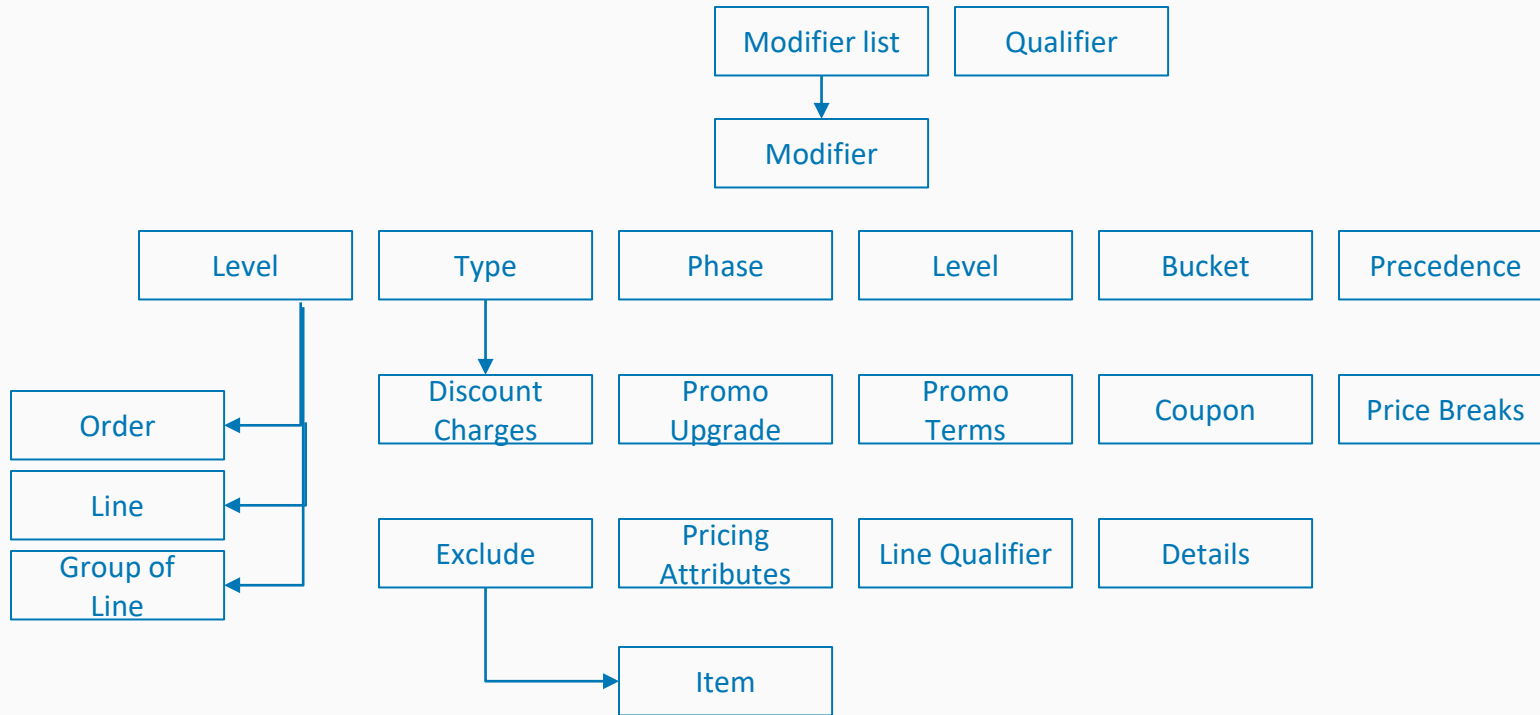 Modifier list
Qualifier
Modifier
Level
Type
Phase
Level
Bucket
Precedence
Discount
Charges
Promo
Upgrade
Promo
Terms
Coupon
Price Breaks
Order
Line
Group of
Line
Exclude
Pricing
Attributes
Line Qualifier
Details
Item